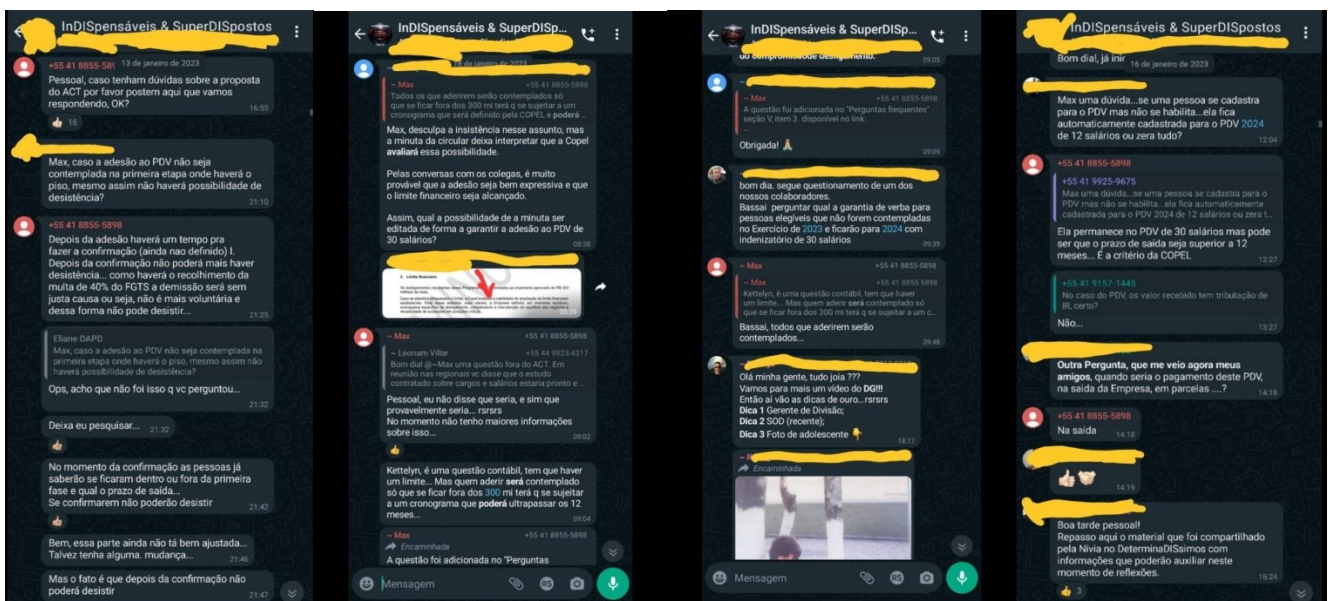 InDISpensáveis & SuperDISpostos
+55 41 8855-589
13 de janeiro de 2023
Pessoal, caso tenham dúvidas sobre a proposta
do ACT por favor postem aqui que vamos
respondendo, OK?
16:55
16
Max, caso a adesão ao PDV não seja
contemplada na primeira etapa onde haverá o
piso, mesmo assim não haverá possibilidade de
desistência?
21:10
+55 41 8855-5898
Depois da adesão haverá um tempo pra
fazer a confirmação (ainda nao definido) I.
Depois da confirmação não poderá mais haver
desistência... como haverá o recolhimento da
multa de 40% do FGTS a demissão será sem
justa causa ou seja, não é mais voluntária e
dessa forma não pode desistir...
21:25
Eliane DAPD
Max, caso a adesão ao PDV não seja contemplada na
primeira etapa onde haverá o piso, mesmo assim não
haverá possibilidade de desistência?
Ops, acho que não foi isso q vc perguntou...
21:32
Deixa eu pesquisar...
21:32
No momento da confirmação as pessoas já
saberão se ficaram dentro ou fora da primeira
fase e qual o prazo de saída...
Se confirmarem não poderão desistir
21:42
Bem, essa parte ainda não tá bem ajustada...
Talvez tenha alguma. mudança...
21:46
Mas o fato é que depois da confirmação não
poderá desistir
21:47
InDISpensáveis & SuperDISp...
18 de janeiro de 2023
~ Max
+55 41 8855-5898
Todos os que aderirem serão contemplados só
que se ficar fora dos 300 mi terá q se sujeitar a um
cronograma que será definido pela COPEL e poderá ...
Max, desculpa a insistência nesse assunto, mas
a minuta da circular deixa interpretar que a Copel
avaliará essa possibilidade.
Pelas conversas com os colegas, é muito
provável que a adesão seja bem expressiva e que
o limite financeiro seja alcançado.
Assim, qual a possibilidade de a minuta ser
editada de forma a garantir a adesão ao PDV de
30 salários?
08:38
3. Limite financeiro
~ Max
+55 41 8855-5898
~ Leonam Villar
+55 44 9923-4317
Bom dia! @~Max uma questão fora do ACT. Em
reunião nas regionais vc disse que o estudo
contratado sobre cargos e salários estaria pronto e ...
Pessoal, eu não disse que seria, e sim que
provavelmente seria... rsrsrs
No momento não tenho maiores informações
sobre isso...
09:02
Kettelyn, é uma questão contábil, tem que haver
um limite... Mas quem aderir será contemplado
só que se ficar fora dos 300 mi terá q se sujeitar
a um cronograma que poderá ultrapassar os 12
meses...
09:04
~ Max
+55 41 8855-5898
Encaminhada
A questão foi adicionada no "Perguntas
Mensagem
InDISpensáveis & SuperDISp...
do compromissode desligamento.
09:05
~ Max
+55 41 8855-5898
A questão foi adicionada no "Perguntas frequentes"
seção V, item 3. disponível no link:
..
Obrigada!
09:09
bom dia. segue questionamento de um dos
nossos colaboradores.
Bassai perguntar qual a garantia de verba para
pessoas elegíveis que não forem contempladas
no Exercício de 2023 e ficarão para 2024 com
indenizatório de 30 salários
09:39
~ Max
+55 41 8855-5898
~ Max
+55 41 8855-5898
Kettelyn, é uma questão contábil, tem que haver
um limite... Mas quem aderir será contemplado só
que se ficar fora dos 300 mi terá q se sujeitar a um c...
Bassai, todos que aderirem serão
contemplados...
09:48
Olá minha gente, tudo joia ???
Vamos para mais um vídeo do DG!!!
Então aí vão as dicas de ouro...rsrsrs
Dica 1 Gerente de Divisão;
Dica 2 SOD (recente);
Dica 3 Foto de adolescente
18:17
Encaminhada
Mensagem
InDISpensáveis & SuperDISpostos
Bom dia!, já inir
16 de janeiro de 2023
Max uma dúvida...se uma pessoa se cadastra
para o PDV mas não se habilita...ela fica
automaticamente cadastrada para o PDV 2024
de 12 salários ou zera tudo?
12:04
+55 41 8855-5898
+55 41 9925-9675
Max uma dúvida...se uma pessoa se cadastra para o
PDV mas não se habilita...ela fica automaticamente
cadastrada para o PDV 2024 de 12 salários ou zera t...
Ela permanece no PDV de 30 salários mas pode
ser que o prazo de saída seja superior a 12
meses... É a critério da COPEL
13:27
+55 41 9157-1445
No caso do PDV, os valor recebido tem tributação de
IR, certo?
Não...
13:27
Outra Pergunta, que me veio agora meus
amigos, quando seria o pagamento deste PDV,
na saída da Empresa, em parcelas ....?
14:18
+55 41 8855-5898
Na saída
14:18
14:19
Boa tarde pessoal!
Repasso aqui o material que foi compartilhado
pela Nívia no DeterminaDISsimos com
informações que poderão auxiliar neste
momento de reflexões.
16:24
3